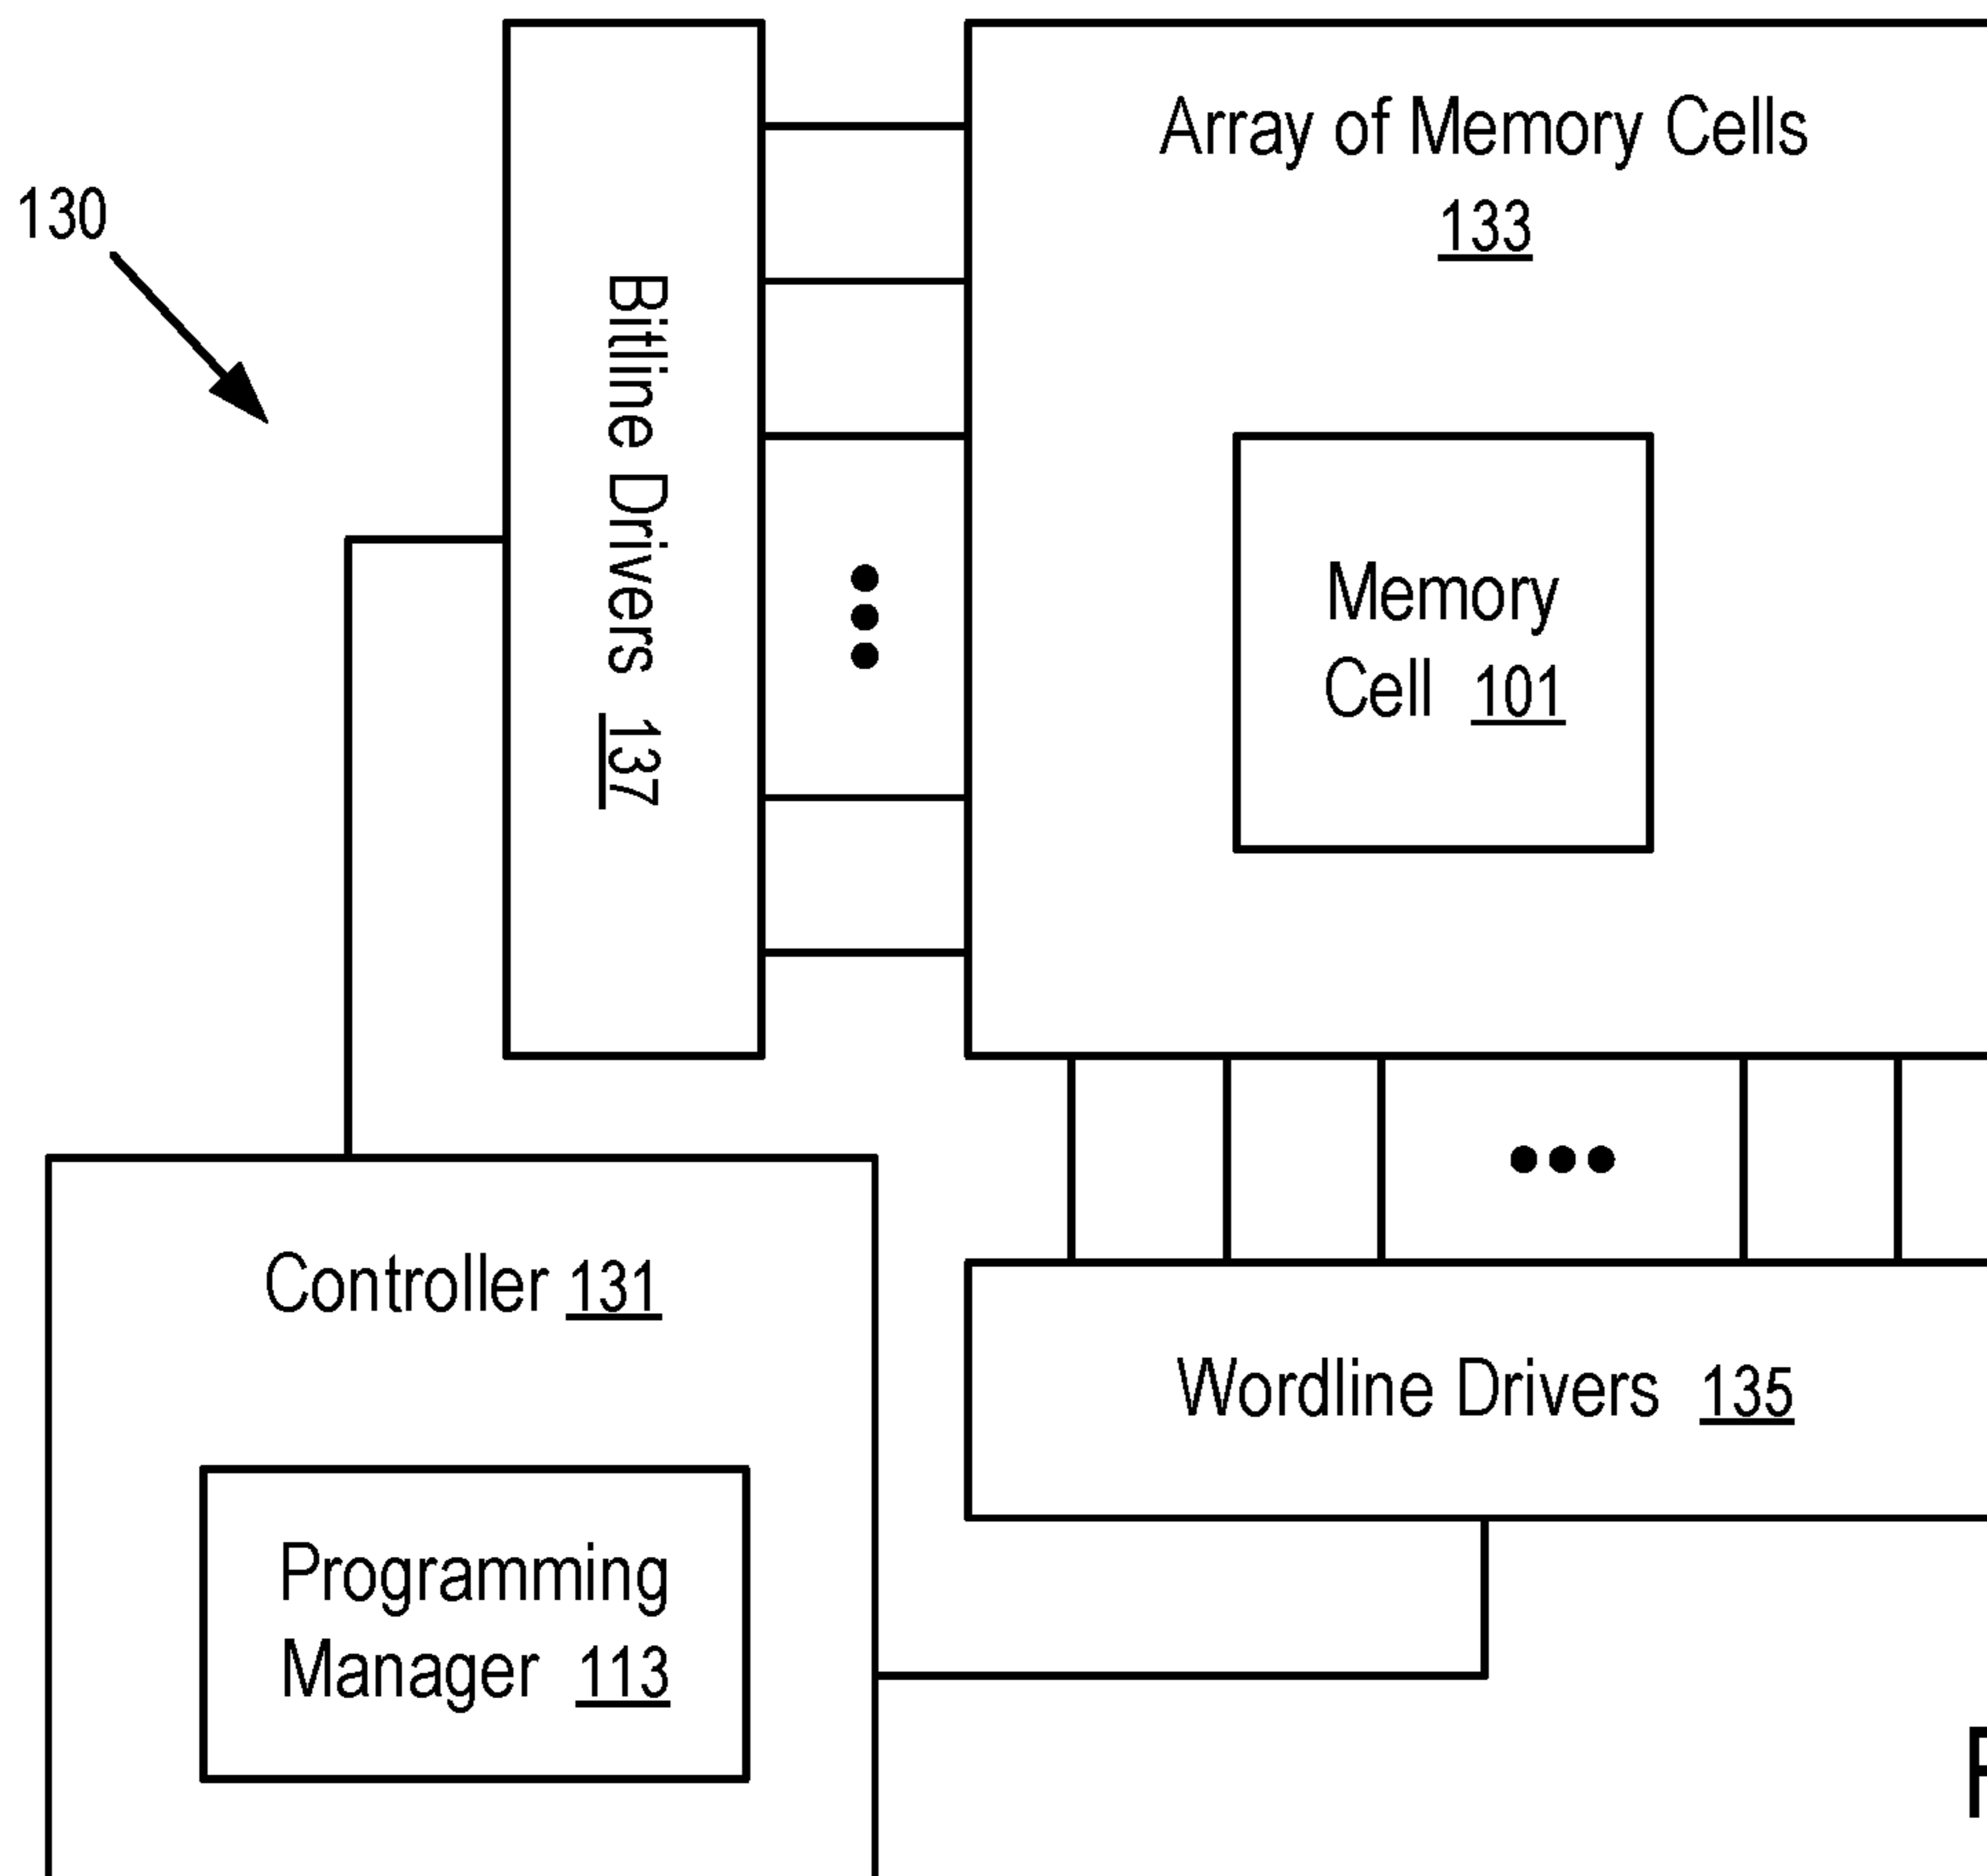 130
Array of Memory Cells
133
Bitline Drivers 137
Memory
Cell 101
Controller 131
Wordline Drivers 135
Programming
Manager 113